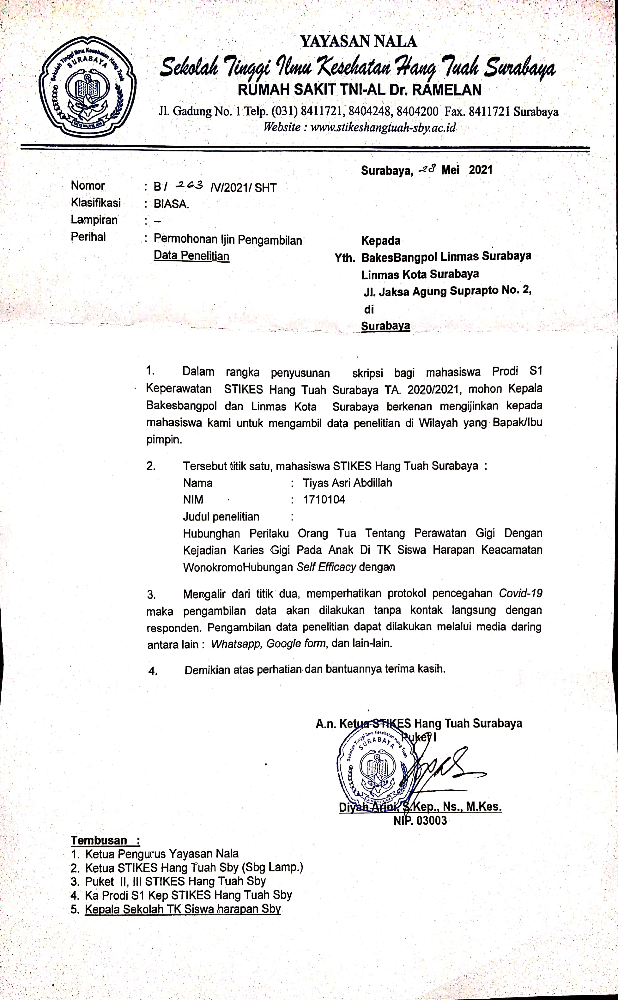 YAYASAN NALA
Sekolah Tinggi Ilmu Kesehatan Hang Tuah Surabaya
RUMAH SAKIT TNI-AL Dr. RAMELAN
Jl. Gadung No. 1 Telp. (031) 8411721, 8404248, 8404200 Fax. 8411721 Surabaya
Website : www.stikeshangtuah-sby.ac.id
Sekolah Tinggi Ilmu Kesehatan Hang Tuah
SURABAYA
Surabaya, 28 Mei 2021
Nomor : B / 263 /V/2021/ SHT
Klasifikasi : BIASA.
Lampiran : –
Perihal : Permohonan Ijin Pengambilan
Data Penelitian
Kepada
Yth. BakesBangpol Linmas Surabaya
Linmas Kota Surabaya
Jl. Jaksa Agung Suprapto No. 2,
di
Surabaya
1. Dalam rangka penyusunan skripsi bagi mahasiswa Prodi S1
Keperawatan STIKES Hang Tuah Surabaya TA. 2020/2021, mohon Kepala
Bakesbangpol dan Linmas Kota Surabaya berkenan mengijinkan kepada
mahasiswa kami untuk mengambil data penelitian di Wilayah yang Bapak/Ibu
pimpin.
2. Tersebut titik satu, mahasiswa STIKES Hang Tuah Surabaya :
Nama : Tiyas Asri Abdillah
NIM : 1710104
Judul penelitian :
Hubunghan Perilaku Orang Tua Tentang Perawatan Gigi Dengan
Kejadian Karies Gigi Pada Anak Di TK Siswa Harapan Keacamatan
WonokromoHubungan Self Efficacy dengan
3. Mengalir dari titik dua, memperhatikan protokol pencegahan Covid-19
maka pengambilan data akan dilakukan tanpa kontak langsung dengan
responden. Pengambilan data penelitian dapat dilakukan melalui media daring
antara lain : Whatsapp, Google form, dan lain-lain.
4. Demikian atas perhatian dan bantuannya terima kasih.
A.n. Ketua STIKES Hang Tuah Surabaya
Puket I
Sekolah Tinggi Ilmu Kesehatan Hang Tuah
SURABAYA
Diyah Arini, S.Kep., Ns., M.Kes.
NIP. 03003
Tembusan :
1. Ketua Pengurus Yayasan Nala
2. Ketua STIKES Hang Tuah Sby (Sbg Lamp.)
3. Puket II, III STIKES Hang Tuah Sby
4. Ka Prodi S1 Kep STIKES Hang Tuah Sby
5. Kepala Sekolah TK Siswa harapan Sby